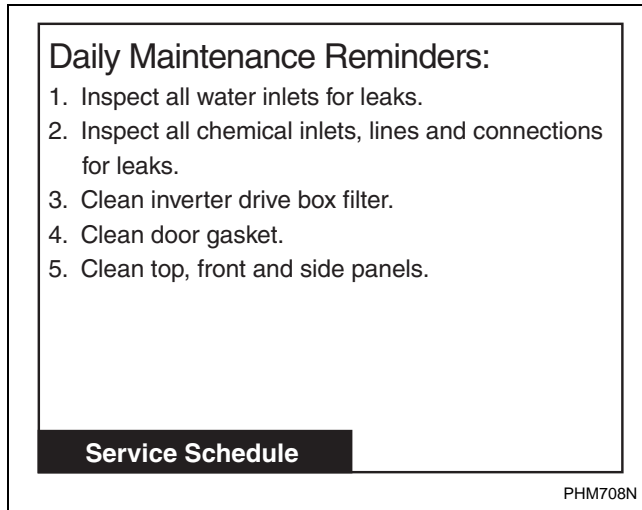 Daily Maintenance Reminders:
1. Inspect all water inlets for leaks.
2. Inspect all chemical inlets, lines and connections
for leaks.
3. Clean inverter drive box filter.
4. Clean door gasket.
5. Clean top, front and side panels.
Service Schedule
PHM708N